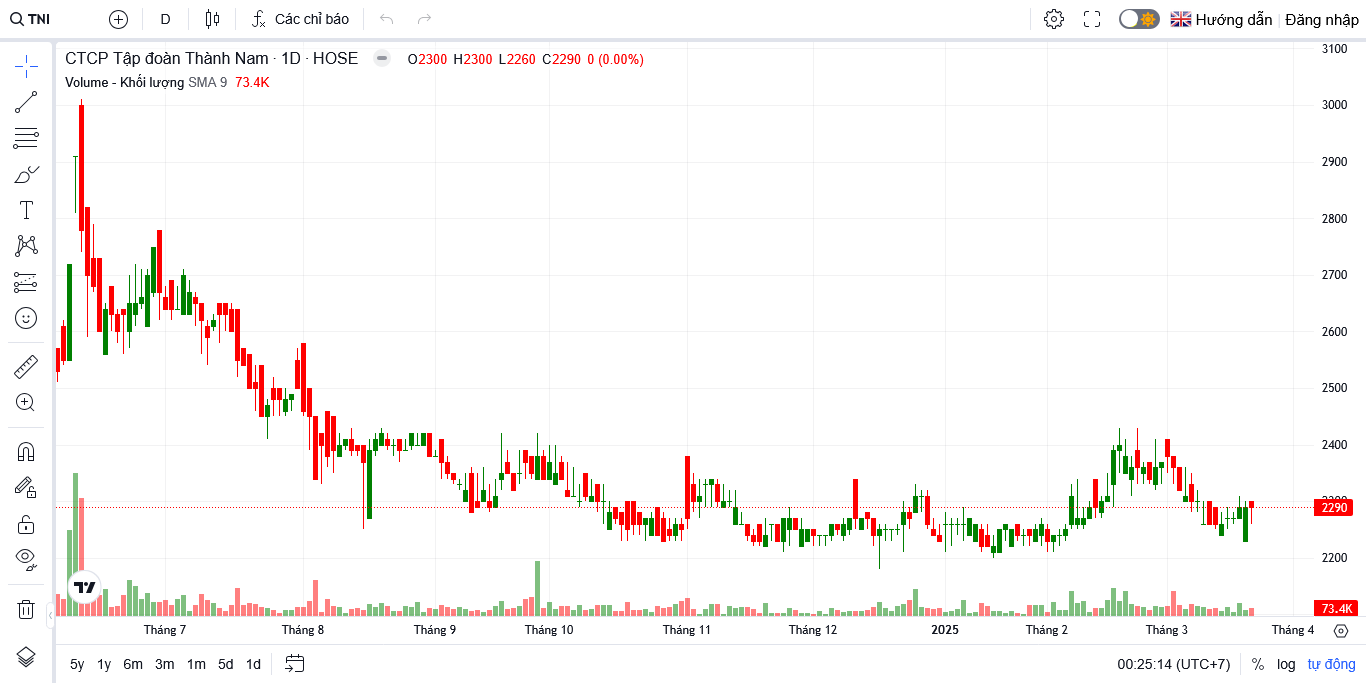 TNI D Các chỉ báo Hướng dẫn Đăng nhập
CTCP Tập đoàn Thành Nam · 1D · HOSE O2300 H2300 L2260 C2290 0 (0.00%)
Volume - Khối lượng SMA 9 73.4K
3100
3000
2900
2800
2700
2600
2500
2400
2300
2290
2200
73.4K
Tháng 7 Tháng 8 Tháng 9 Tháng 10 Tháng 11 Tháng 12 2025 Tháng 2 Tháng 3 Tháng 4
5y 1y 6m 3m 1m 5d 1d 00:25:14 (UTC+7) % log tự động